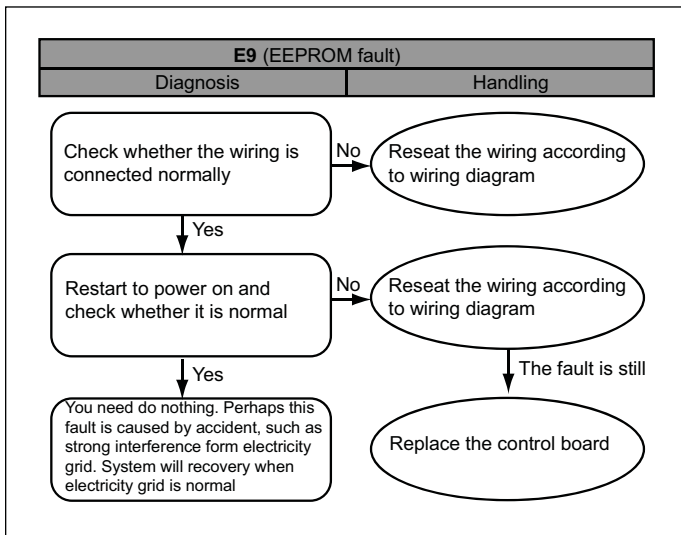 E9 (EEPROM fault)
Diagnosis
Handling
Check whether the wiring is
connected normally
No
Reseat the wiring according
to wiring diagram
Yes
Restart to power on and
check whether it is normal
No
Reseat the wiring according
to wiring diagram
Yes
The fault is still
You need do nothing. Perhaps this
fault is caused by accident, such as
strong interference form electricity
grid. System will recovery when
electricity grid is normal
Replace the control board